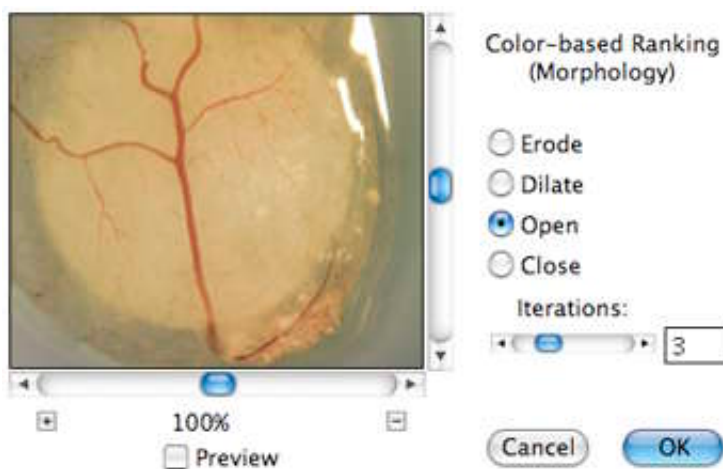 Color-based Ranking
(Morphology)
Erode
Dilate
Open
Close
Iterations:
3
100%
Preview
Cancel
OK